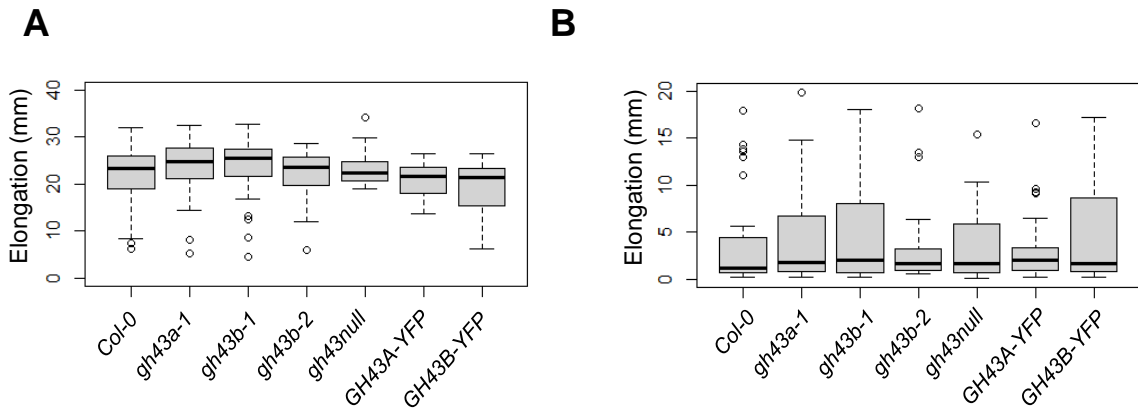 A
Elongation (mm)
40
30
20
10
0
Col-0
gh43a-1
gh43b-1
gh43b-2
gh43null
GH43A-YFP
GH43B-YFP
B
Elongation (mm)
20
15
10
5
0
Col-0
gh43a-1
gh43b-1
gh43b-2
gh43null
GH43A-YFP
GH43B-YFP